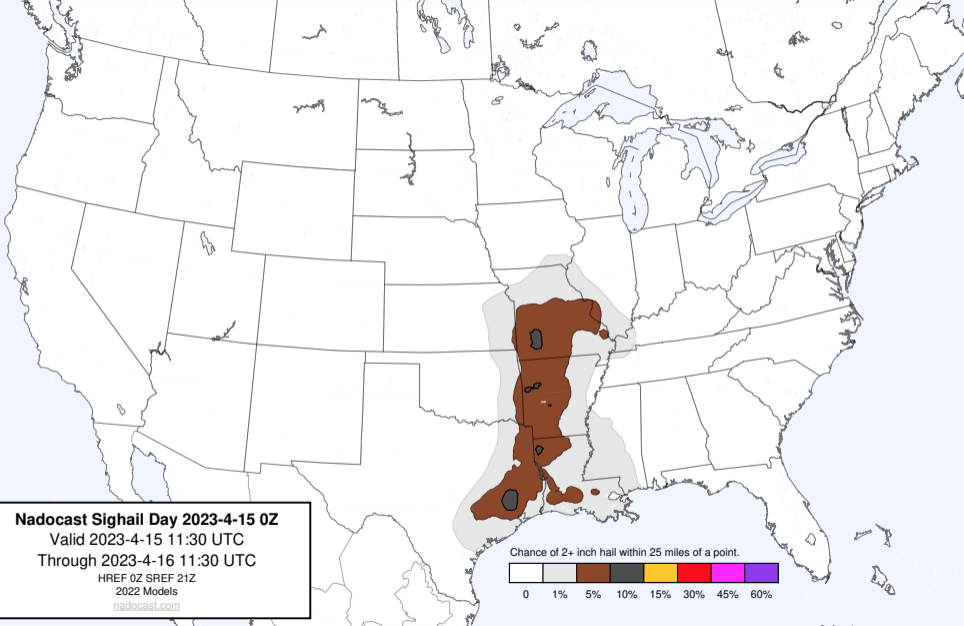 Nadocast Sighail Day 2023-4-15 0Z
Valid 2023-4-15 11:30 UTC
Through 2023-4-16 11:30 UTC
HREF 0Z SREF 21Z
2022 Models
nadocast.com
Chance of 2+ inch hail within 25 miles of a point.
0 1% 5% 10% 15% 30% 45% 60%